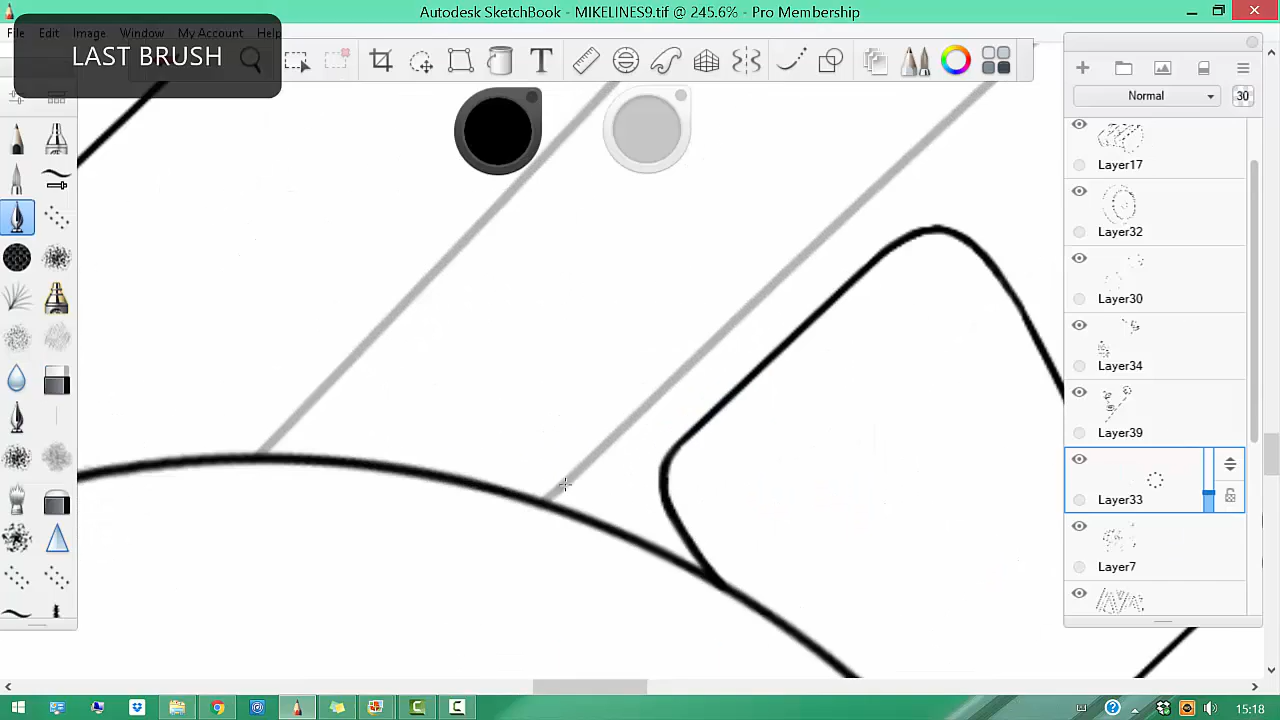 Autodesk SketchBook - MIKELINES9.tif @ 245.6% - Pro Membership
File Edit Image Window My Account Help
LAST BRUSH
T
Normal
30
Layer17
Layer32
Layer30
Layer34
Layer39
Layer33
Layer7
15:18